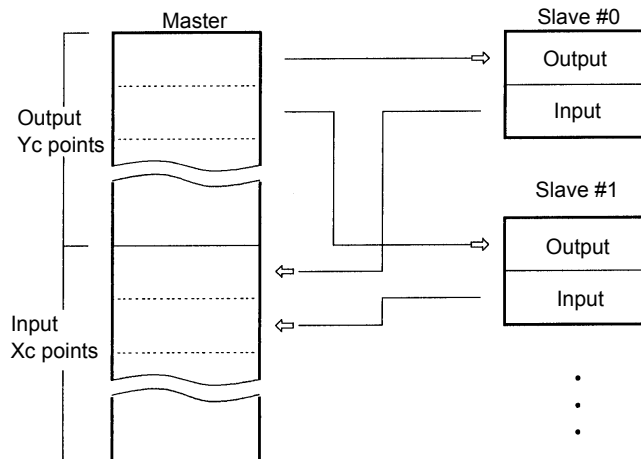 Master
Output
Yc points
Input
Xc points
Slave #0
Output
Input
Slave #1
Output
Input